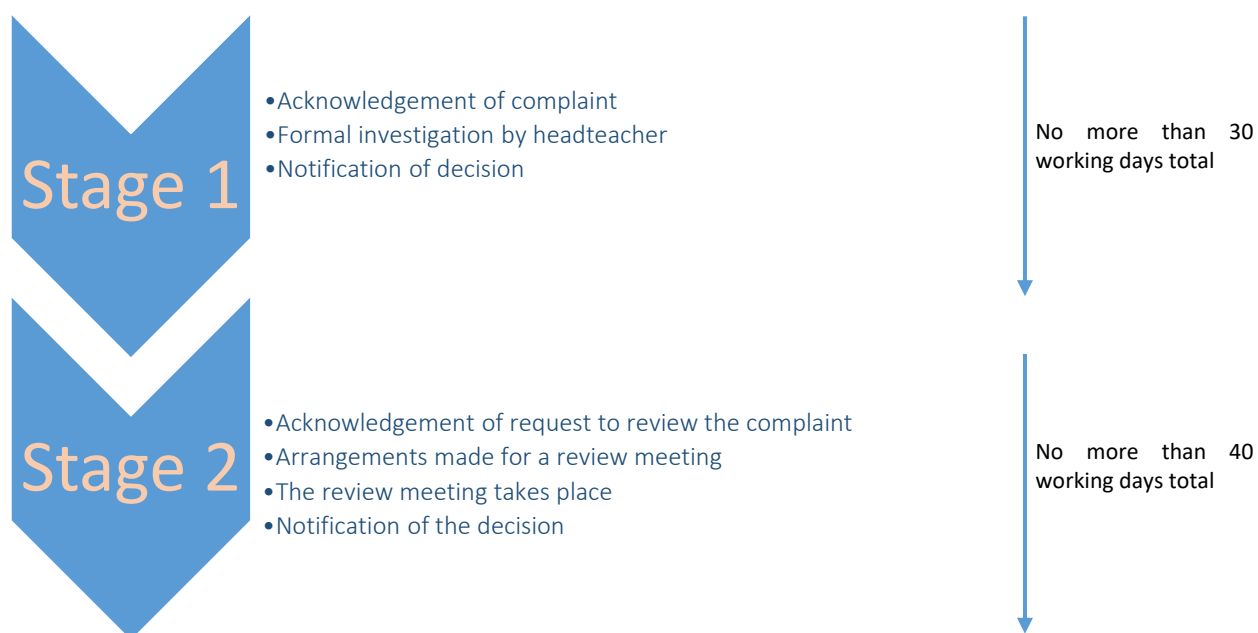 Stage 1
•Acknowledgement of complaint
•Formal investigation by headteacher
•Notification of decision
No more than 30
working days total
Stage 2
•Acknowledgement of request to review the complaint
•Arrangements made for a review meeting
•The review meeting takes place
•Notification of the decision
No more than 40
working days total